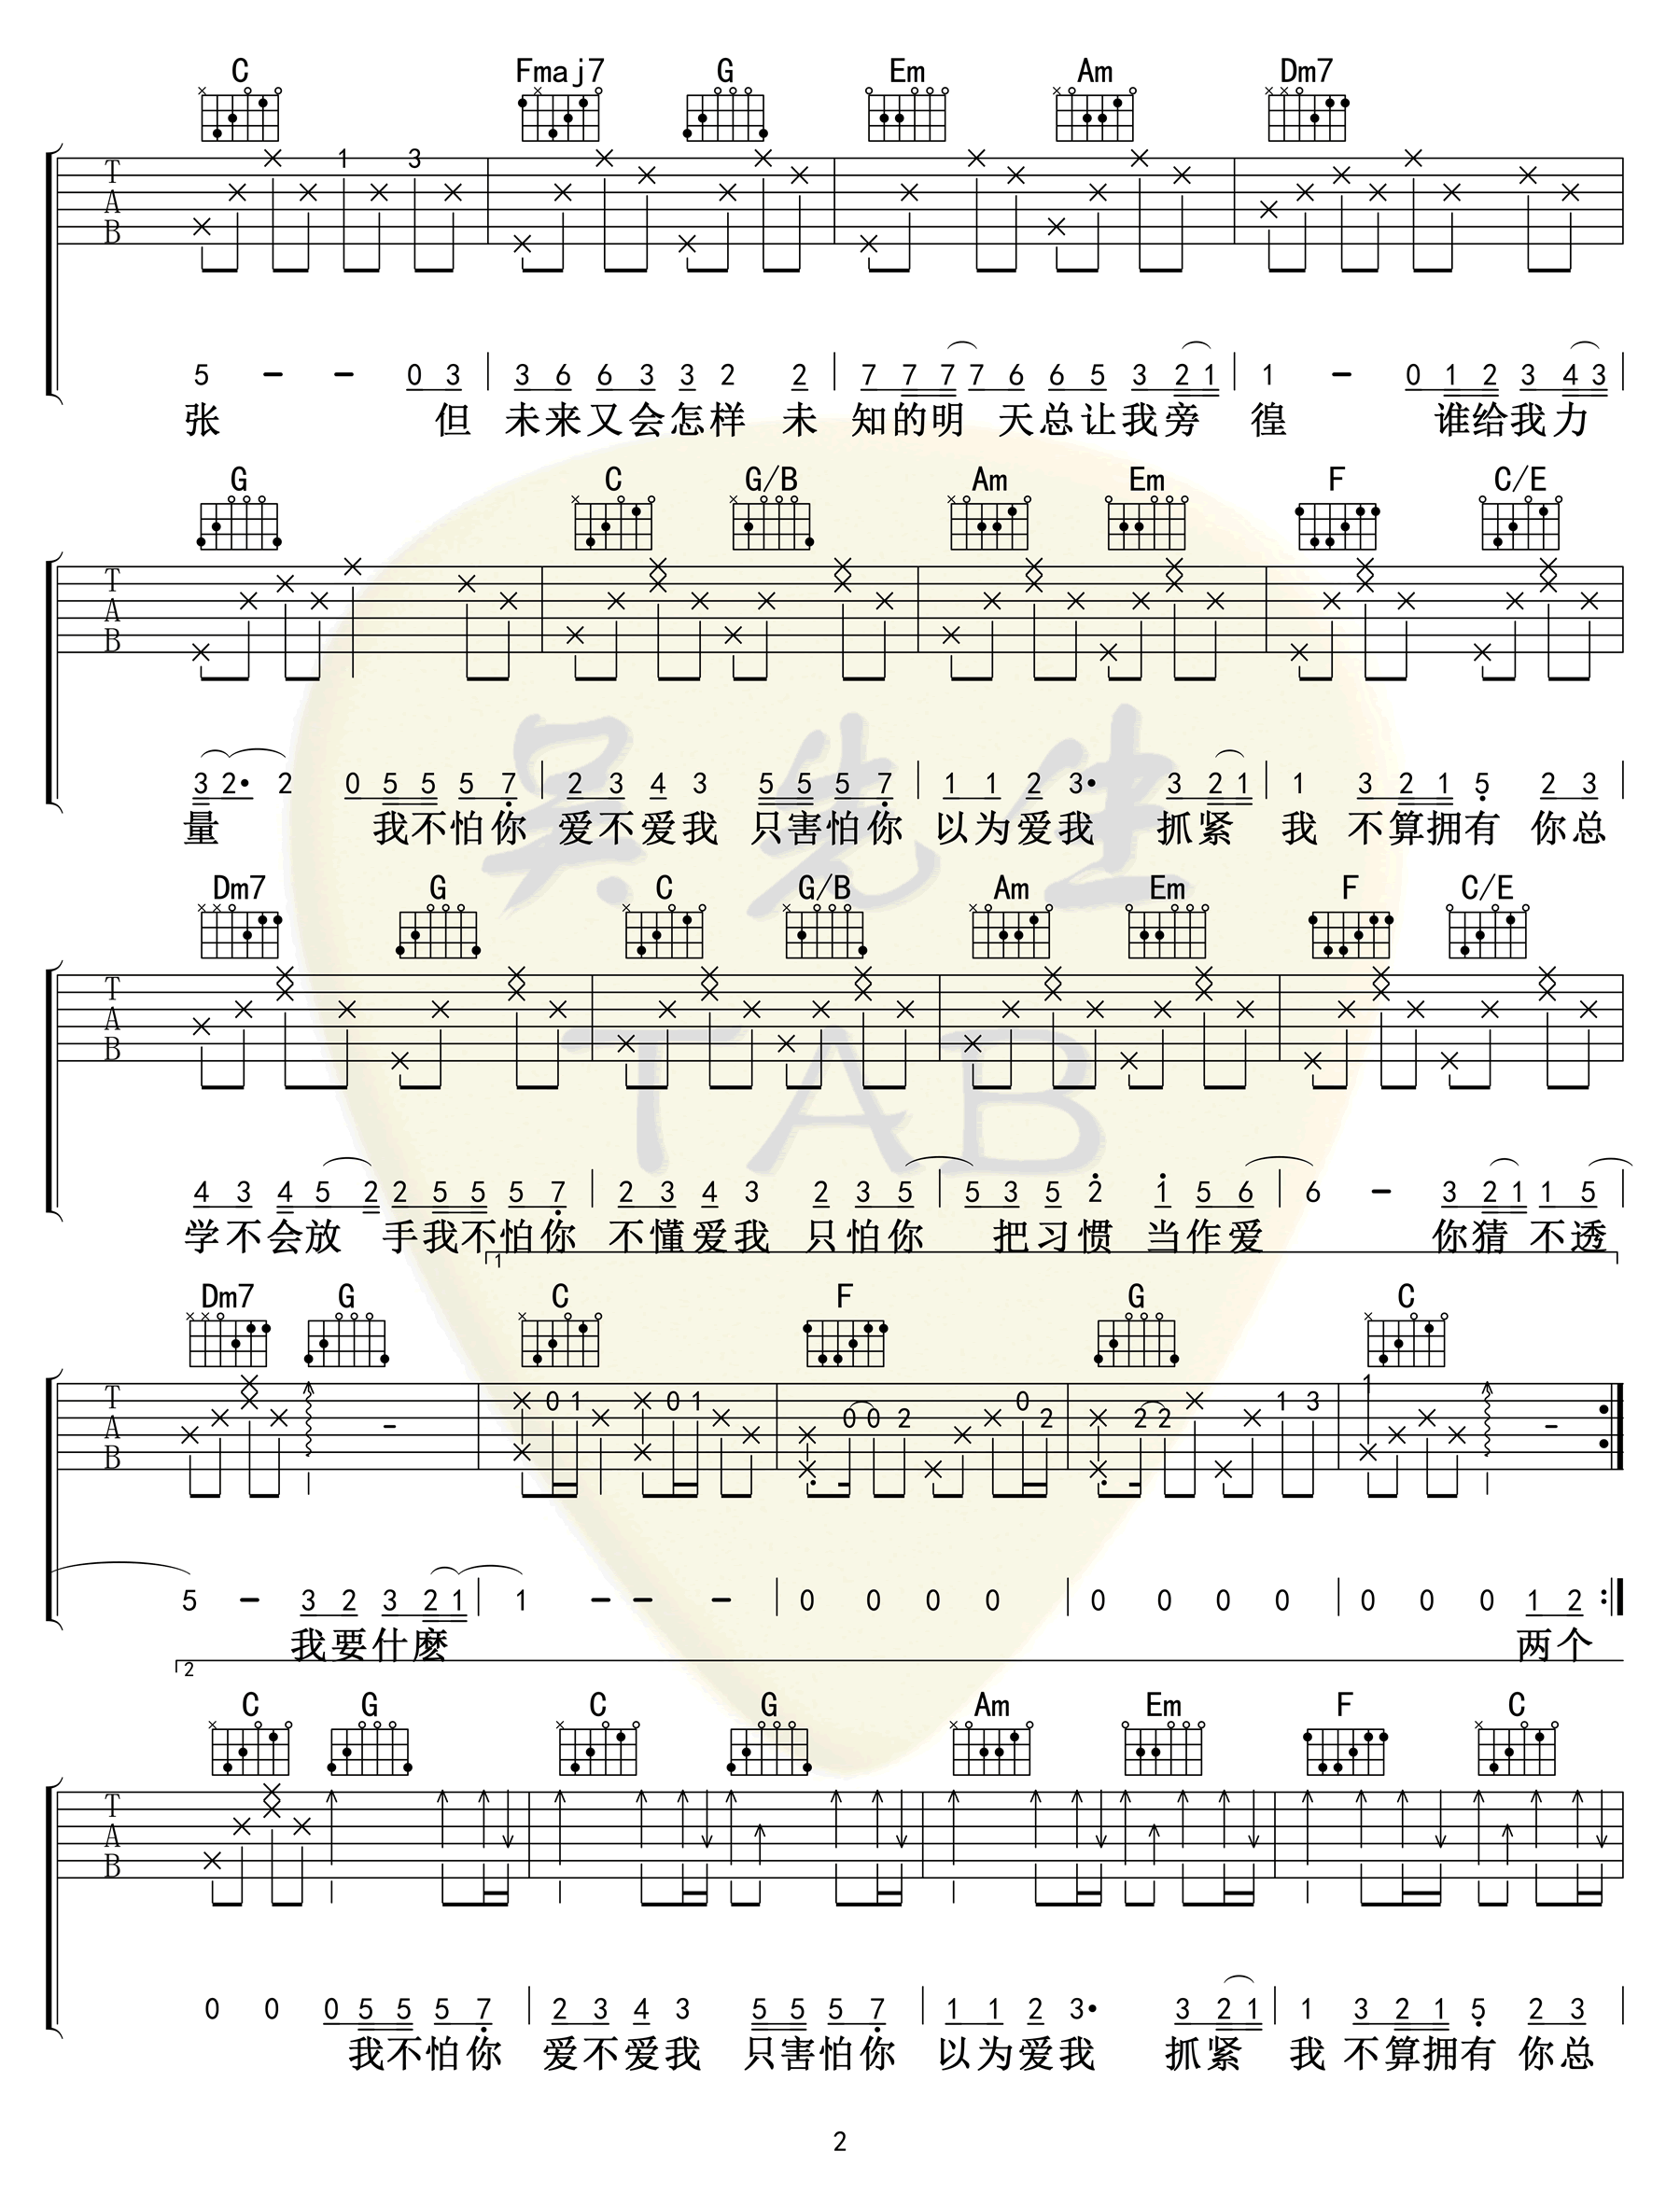 C Fmaj7 G Em Am Dm7
T A B 1 3
5 - - 0 3 3 6 6 3 3 2 2 7 7 7 7 6 6 5 3 2 1 1 - 0 1 2 3 4 3
张 但 未来又会怎样 未 知的明 天总让我旁 徨 谁给我力
G C G/B Am Em F C/E
T A B
3 2• 2 0 5 5 5 7 2 3 4 3 5 5 5 7 1 1 2 3• 3 2 1 1 3 2 1 5 2 3
量 我不怕你 爱不爱我 只害怕你 以为爱我 抓紧 我 不算拥有 你总
吴先生
Dm7 G C G/B Am Em F C/E
T A B
TAB
4 3 4 5 2 2 5 5 5 7 2 3 4 3 2 3 5 5 3 5 2 1 5 6 6 - 3 2 1 1 5
学不会放 手我不怕你 不懂爱我 只怕你 把习惯 当作爱 你猜 不透
1
Dm7 G C F G C
T A B - 0 1 0 1 0 0 2 0 2 2 2 1 3 1 -
5 - 3 2 3 2 1 1 - - - 0 0 0 0 0 0 0 0 0 0 0 1 2
我要什麽 两个
2
C G C G Am Em F C
T A B
0 0 0 5 5 5 7 2 3 4 3 5 5 5 7 1 1 2 3• 3 2 1 1 3 2 1 5 2 3
我不怕你 爱不爱我 只害怕你 以为爱我 抓紧 我 不算拥有 你总
2